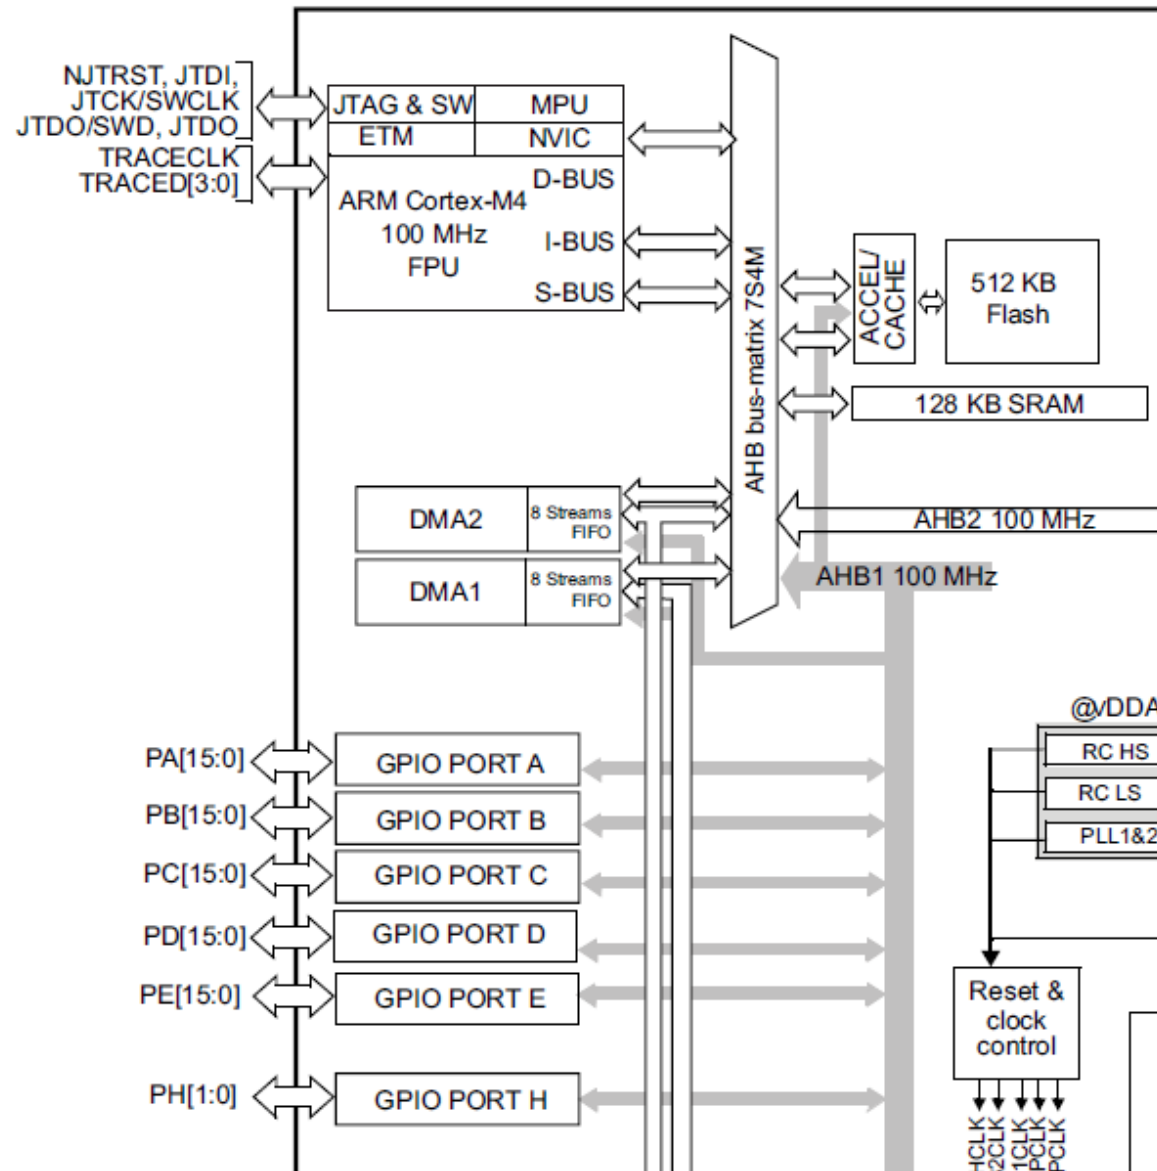 NJTRST, JTDI,
JTCK/SWCLK
JTDO/SWD, JTDO
TRACECLK
TRACED[3:0]
JTAG & SW
MPU
ETM
NVIC
D-BUS
ARM Cortex-M4
100 MHz
FPU
I-BUS
S-BUS
AHB bus-matrix 7S4M
ACCEL/
CACHE
512 KB
Flash
128 KB SRAM
DMA2
8 Streams
FIFO
AHB2 100 MHz
DMA1
8 Streams
FIFO
AHB1 100 MHz
@VDDA
RC HS
RC LS
PLL1&2
PA[15:0]
GPIO PORT A
PB[15:0]
GPIO PORT B
PC[15:0]
GPIO PORT C
PD[15:0]
GPIO PORT D
PE[15:0]
GPIO PORT E
PH[1:0]
GPIO PORT H
Reset &
clock
control